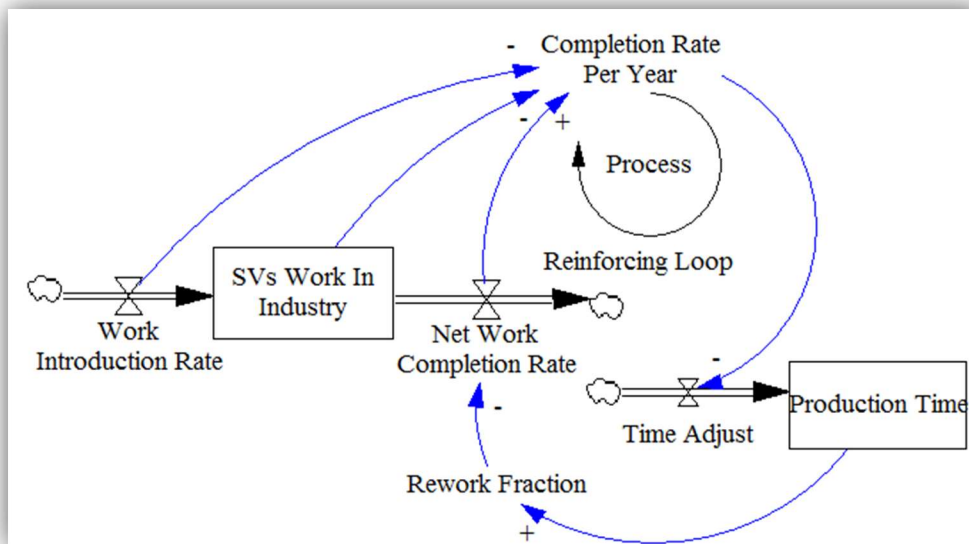 -
Completion Rate
Per Year
-
+
Process
SVs Work In
Industry
Reinforcing Loop
Work
Introduction Rate
Net Work
Completion Rate
-
Production Time
Time Adjust
-
Rework Fraction
+